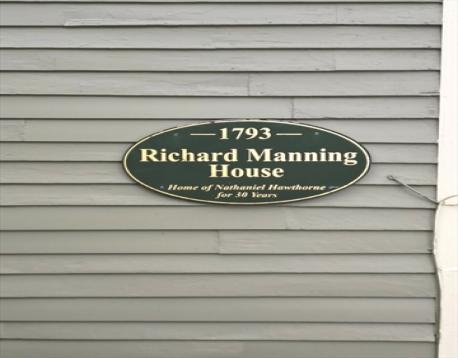 — 1793 —
Richard Manning
House
Home of Nathaniel Hawthorne
for 30 Years